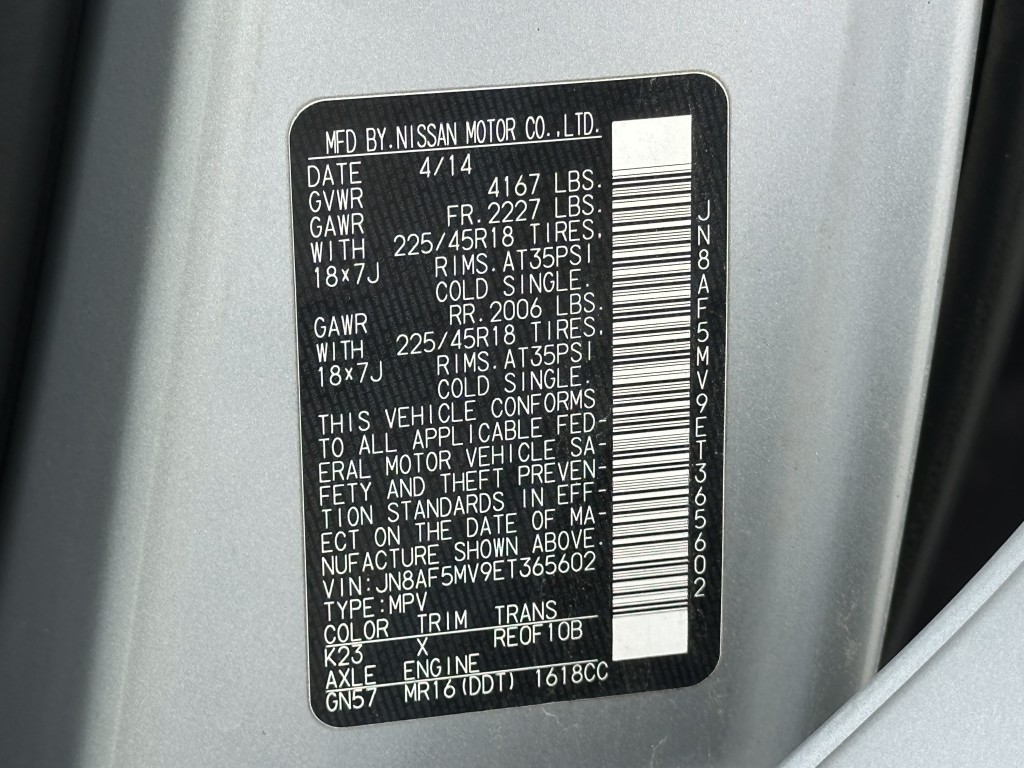 MFD BY.NISSAN MOTOR CO.,LTD.
DATE 4/14
GVWR 4167 LBS.
GAWR FR.2227 LBS.
WITH 225/45R18 TIRES.
18×7J RIMS.AT35PSI
COLD SINGLE.
GAWR RR.2006 LBS.
WITH 225/45R18 TIRES.
18×7J RIMS.AT35PSI
COLD SINGLE.
THIS VEHICLE CONFORMS
TO ALL APPLICABLE FED-
ERAL MOTOR VEHICLE SA-
FETY AND THEFT PREVEN-
TION STANDARDS IN EFF-
ECT ON THE DATE OF MA-
NUFACTURE SHOWN ABOVE.
VIN:JN8AF5MV9ET365602
TYPE:MPV
COLOR TRIM TRANS
K23 X RE0F10B
AXLE ENGINE
GN57 MR16(DDT) 1618CC
JN8AF5MV9ET365602